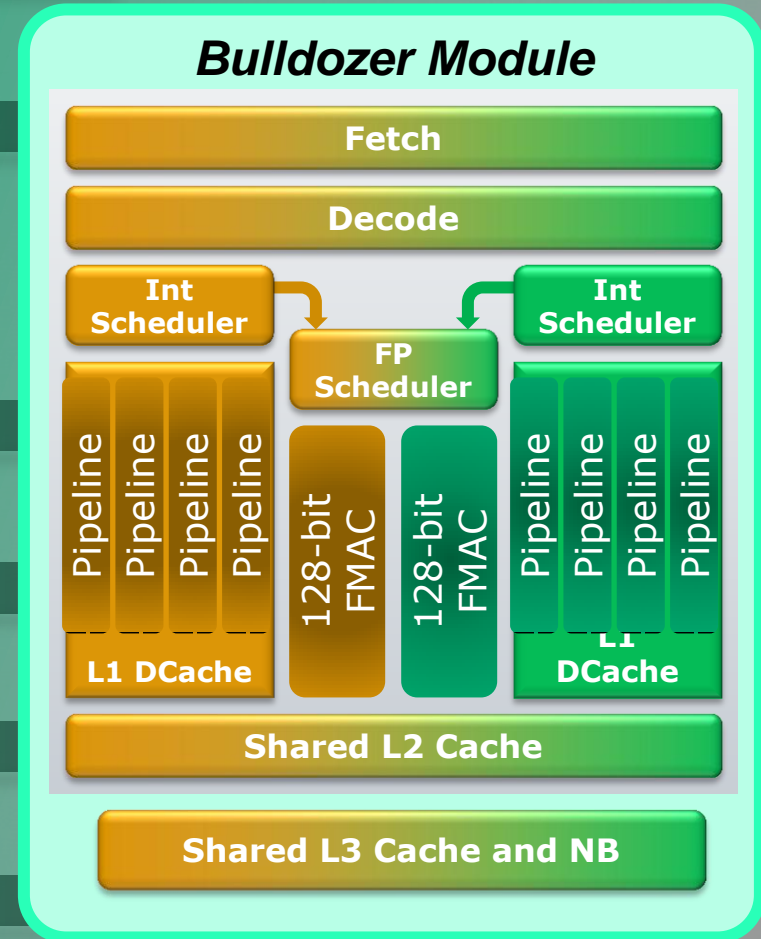 Bulldozer Module
Fetch
Decode
Int
Scheduler
Int
Scheduler
FP
Scheduler
Pipeline
Pipeline
Pipeline
Pipeline
128-bit
FMAC
128-bit
FMAC
Pipeline
Pipeline
Pipeline
Pipeline
L1 DCache
L1
DCache
Shared L2 Cache
Shared L3 Cache and NB